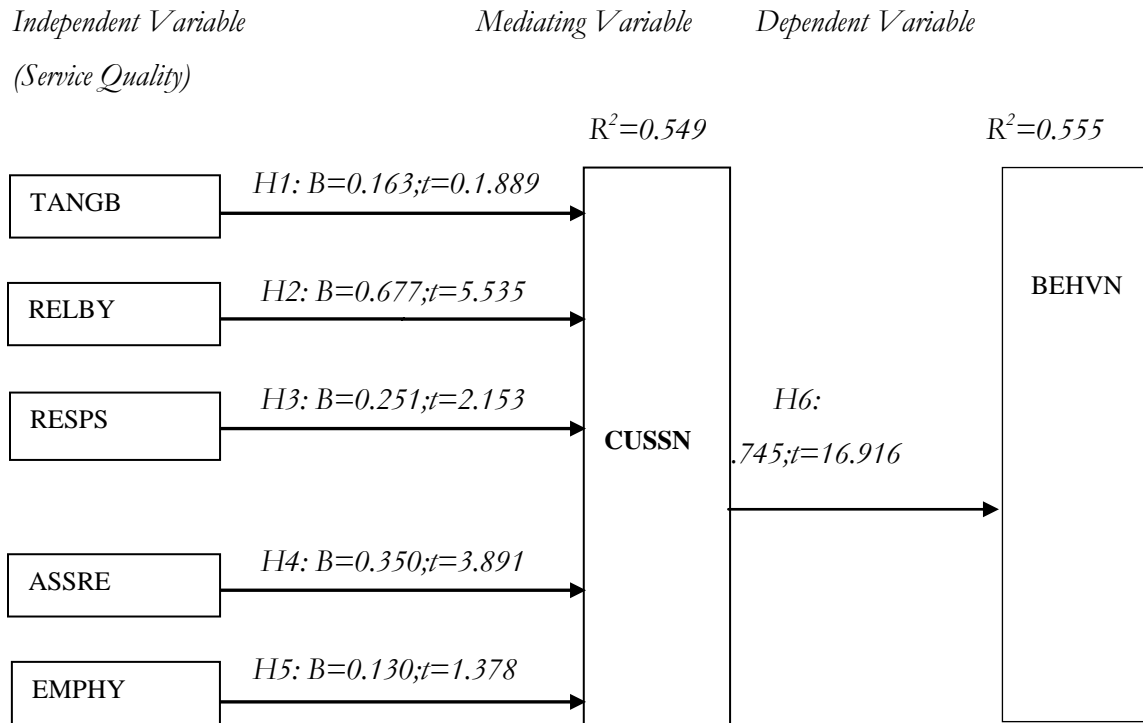 Independent Variable Mediating Variable Dependent Variable
(Service Quality)
R²=0.549 R²=0.555
TANGB H1: B=0.163;t=0.1.889
RELBY H2: B=0.677;t=5.535 BEHVN
RESPS H3: B=0.251;t=2.153 H6:
CUSSN .745;t=16.916
ASSRE H4: B=0.350;t=3.891
EMPHY H5: B=0.130;t=1.378